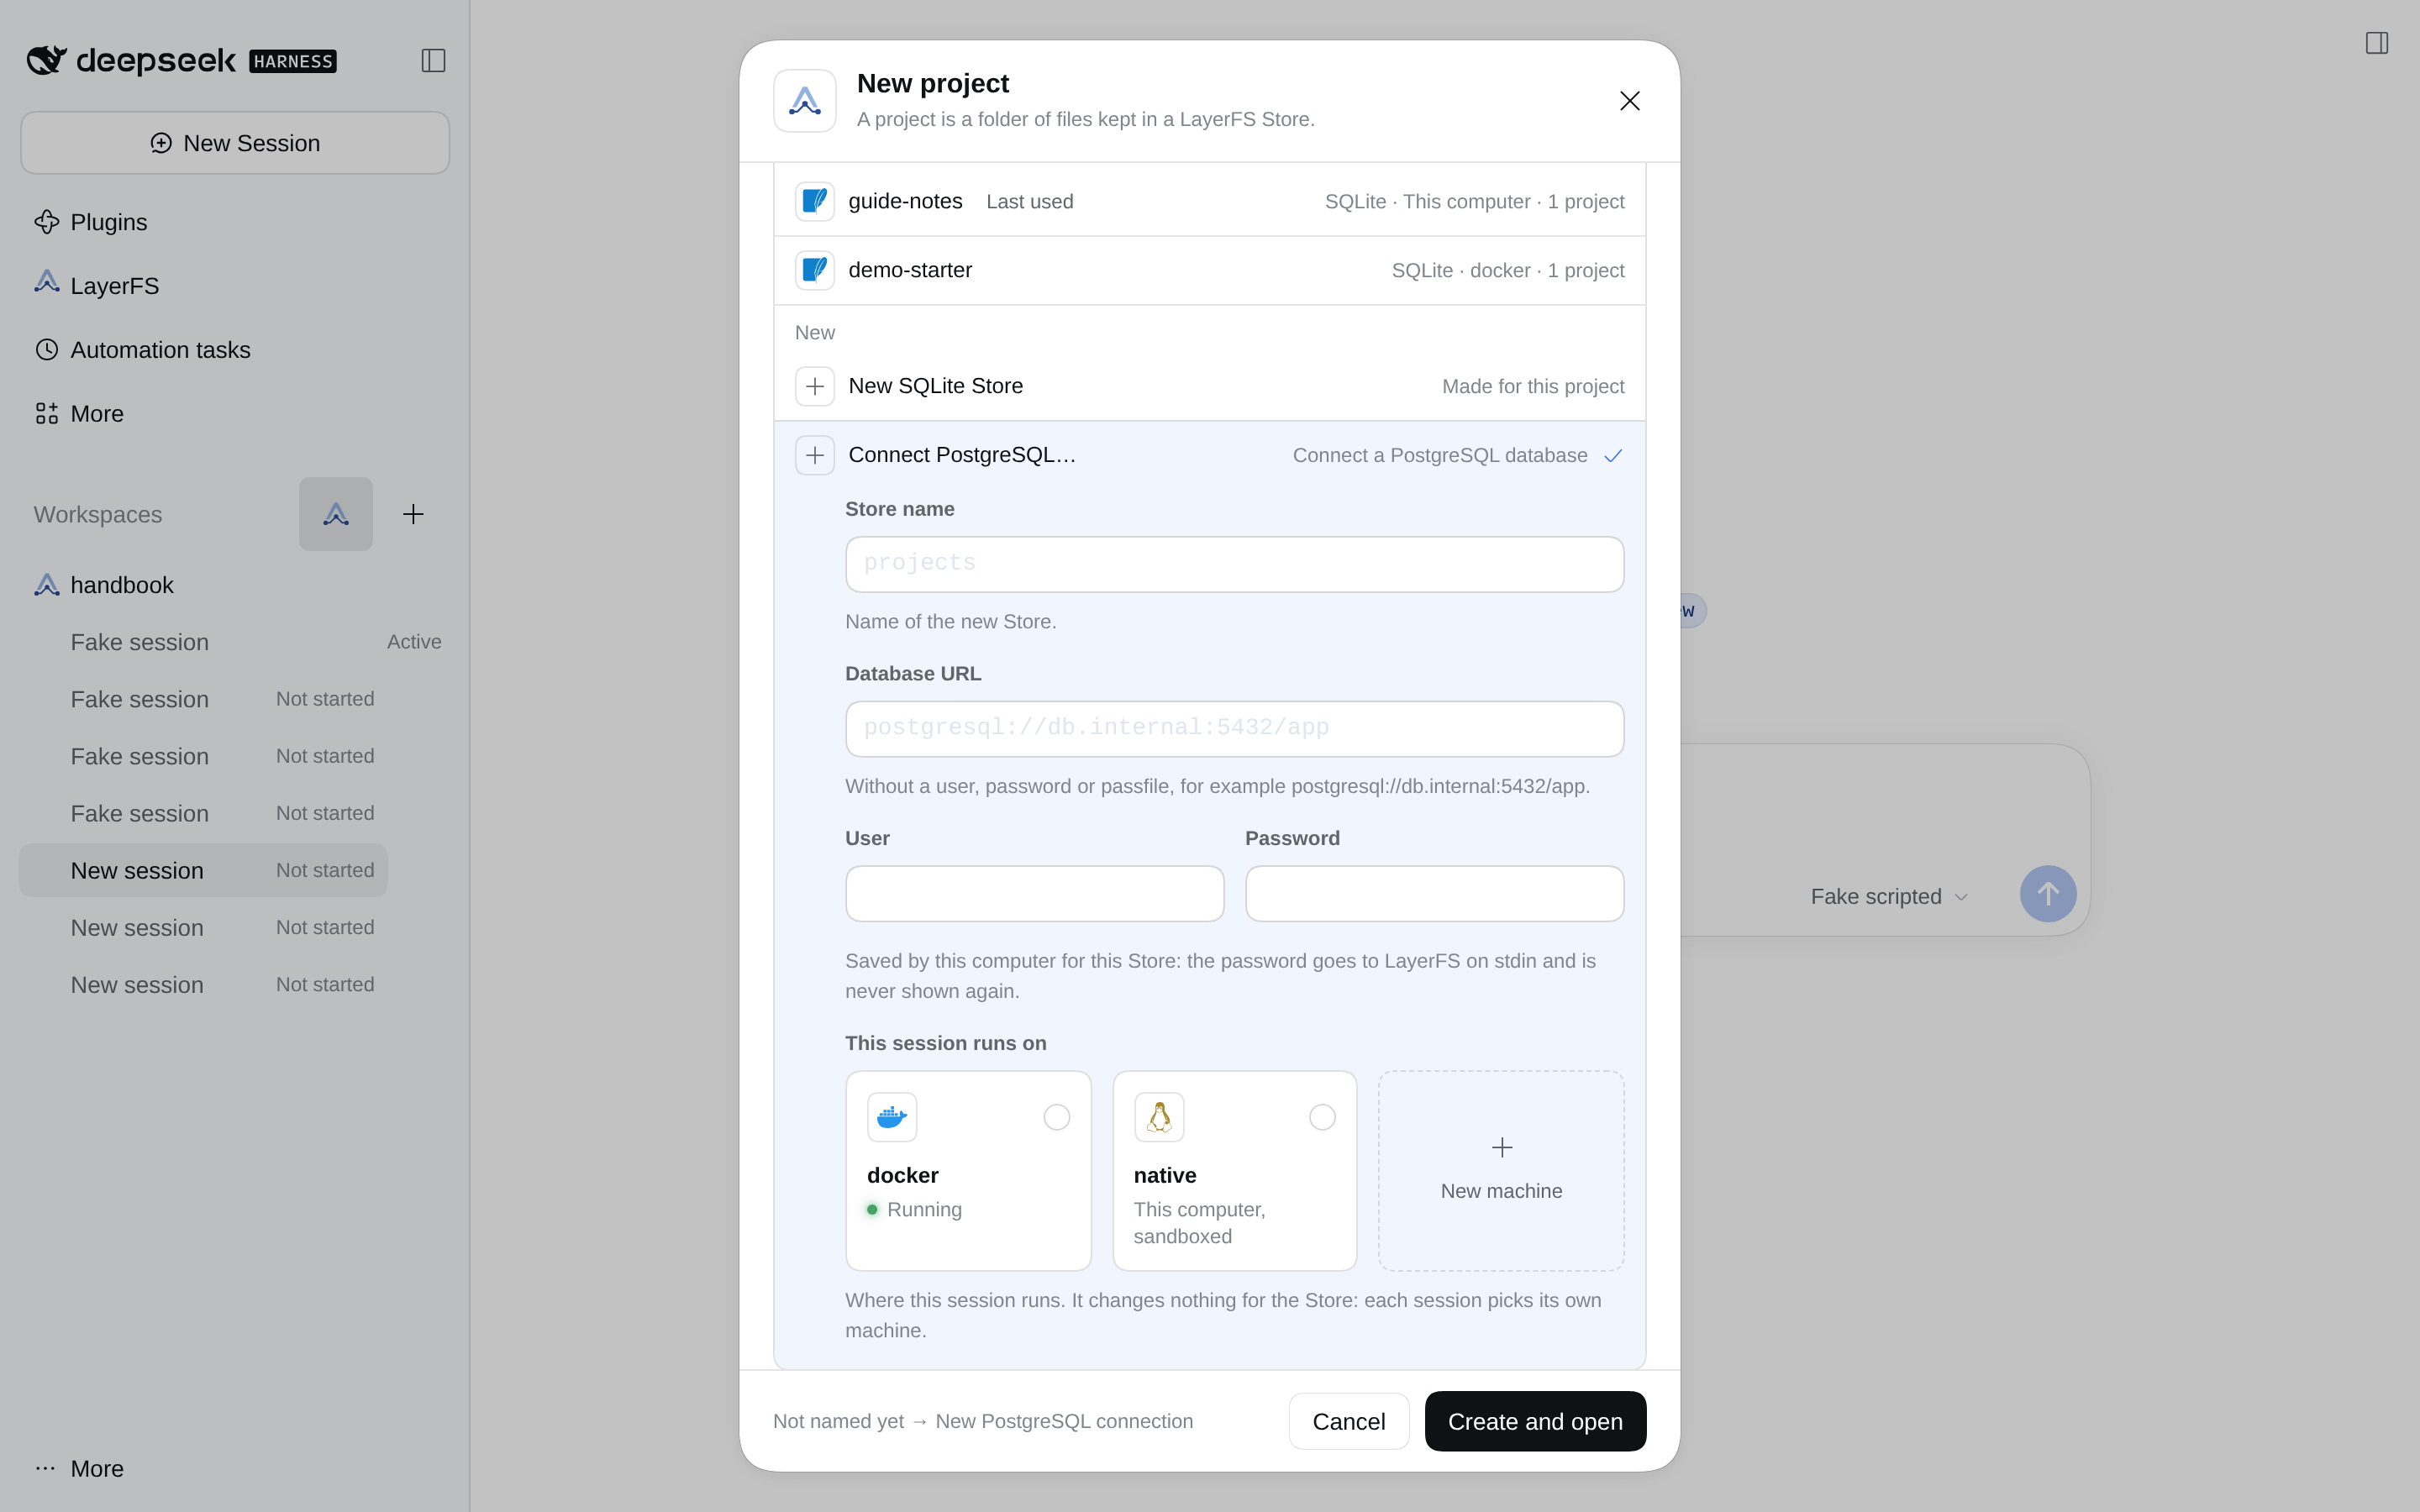 deepseek HARNESS
New Session
Plugins
LayerFS
Automation tasks
More
Workspaces
handbook
Fake session Active
Fake session Not started
Fake session Not started
Fake session Not started
New session Not started
New session Not started
New session Not started
More
New project
A project is a folder of files kept in a LayerFS Store.
guide-notes Last used SQLite · This computer · 1 project
demo-starter SQLite · docker · 1 project
New
New SQLite Store Made for this project
Connect PostgreSQL… Connect a PostgreSQL database
Store name
projects
Name of the new Store.
Database URL
postgresql://db.internal:5432/app
Without a user, password or passfile, for example postgresql://db.internal:5432/app.
User Password
Saved by this computer for this Store: the password goes to LayerFS on stdin and is
never shown again.
This session runs on
docker
Running
native
This computer,
sandboxed
New machine
Where this session runs. It changes nothing for the Store: each session picks its own
machine.
Not named yet → New PostgreSQL connection
Cancel
Create and open
Fake scripted